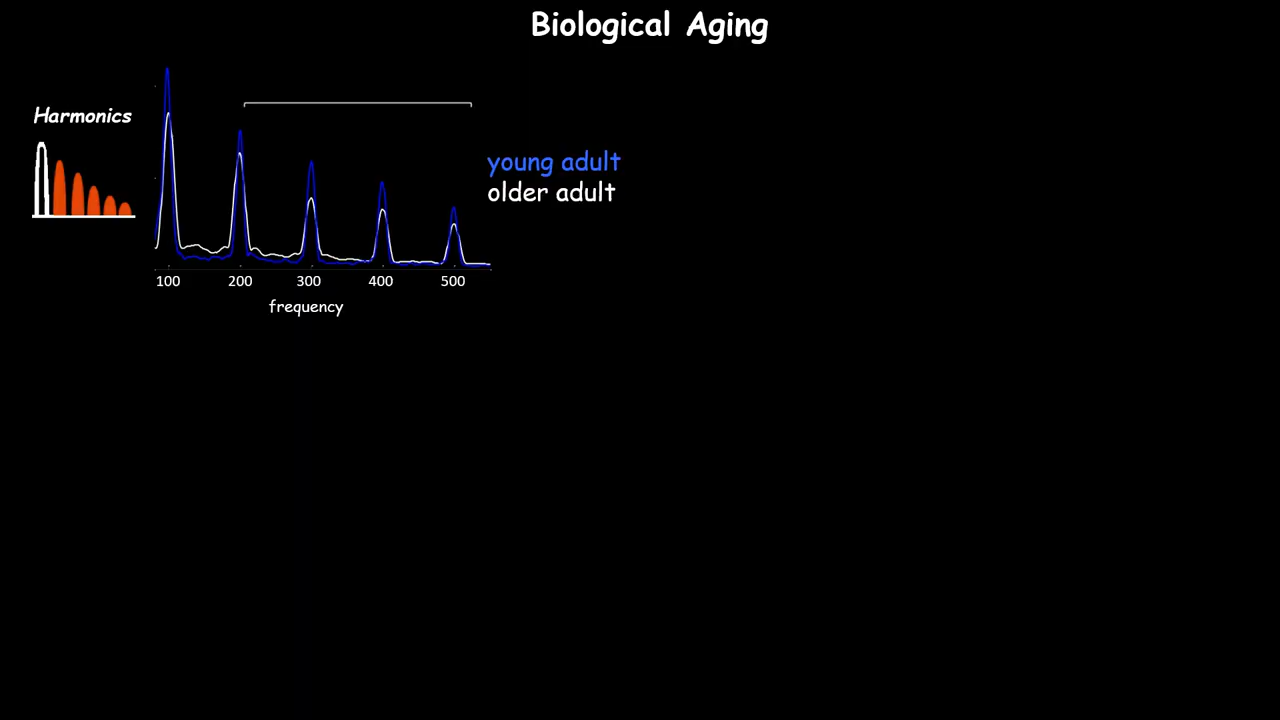 Biological Aging
Harmonics
young adult
older adult
100 200 300 400 500
frequency